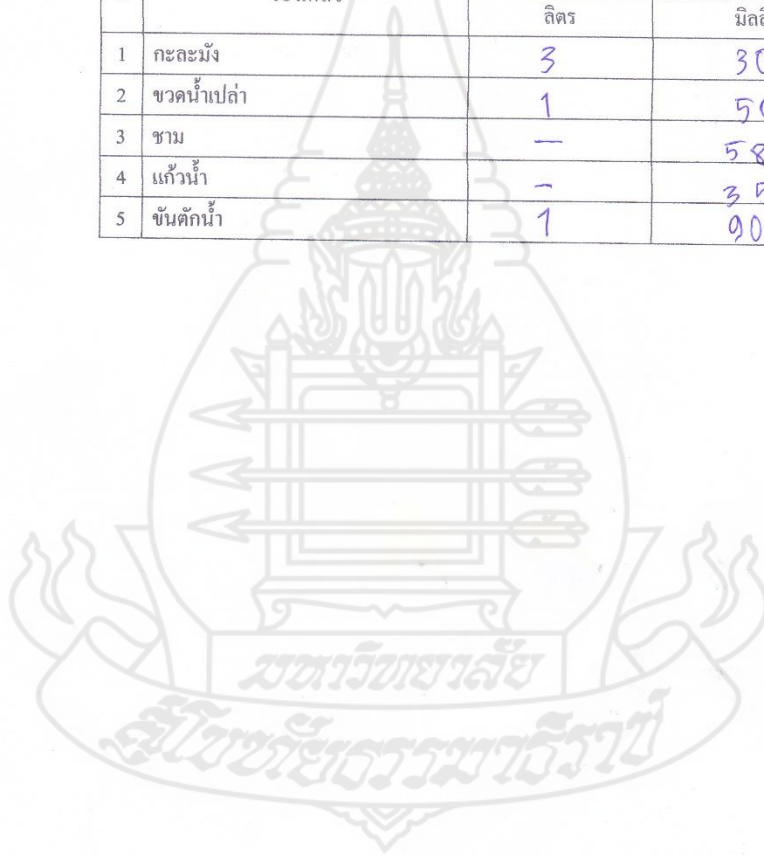 ลิตร
1 กะละมัง 3
2 ขวดน้ำเปล่า 1
3 ชาม —
4 แก้วน้ำ -
5 ขันตักน้ำ 1
มหาวิทยาลัย
สุโขทัยธรรมาธิราช